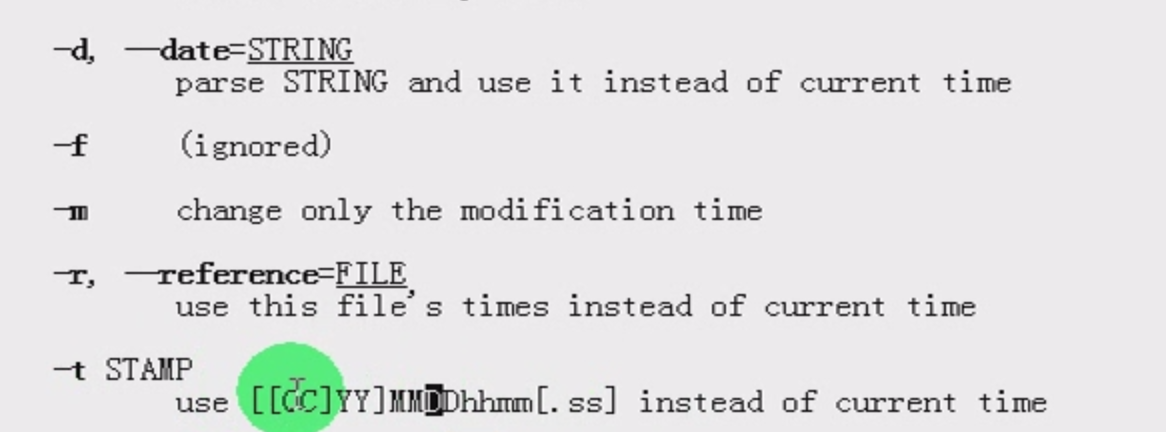 -d, --date=STRING
parse STRING and use it instead of current time
-f (ignored)
-m change only the modification time
-r, --reference=FILE
use this file's times instead of current time
-t STAMP
use [[CC]YY]MMDDhhmm[.ss] instead of current time